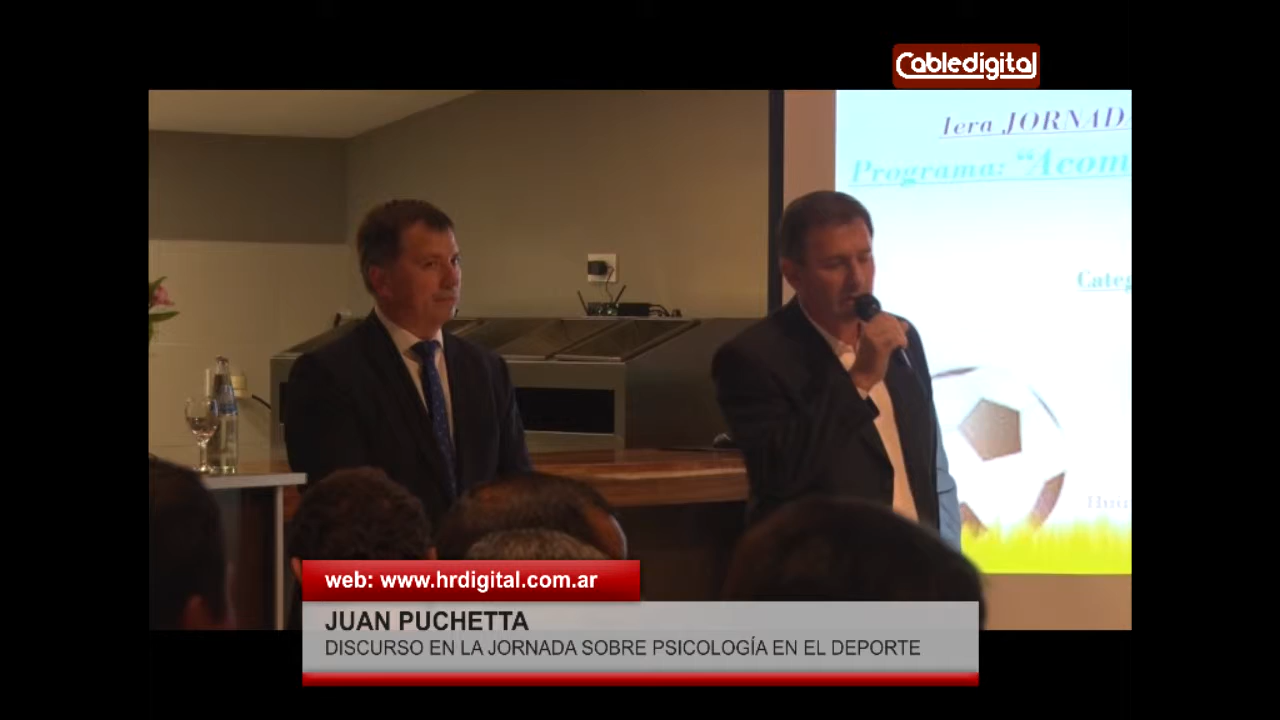 Cabledigital
1era JORNAD
Programa: "Acom
Categ
web: www.hrdigital.com.ar
JUAN PUCHETTA
DISCURSO EN LA JORNADA SOBRE PSICOLOGÍA EN EL DEPORTE